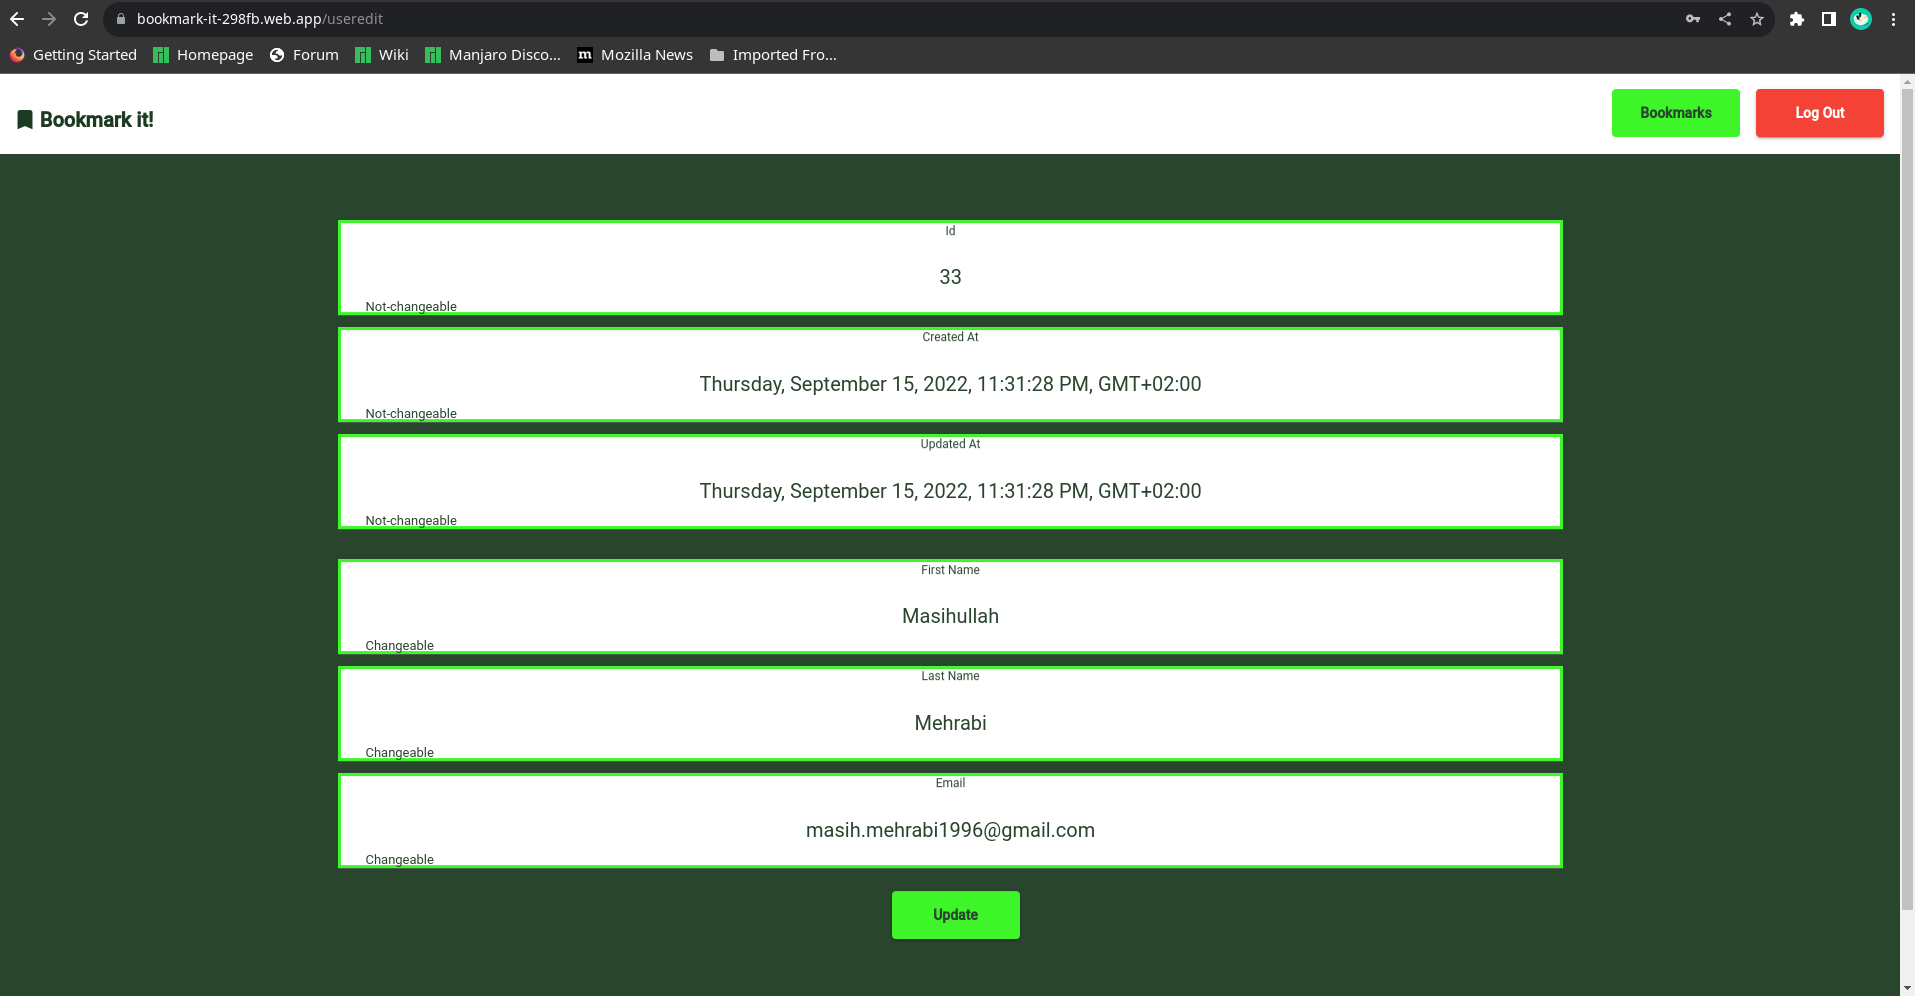 bookmark-it-298fb.web.app/useredit
Getting Started Homepage Forum Wiki Manjaro Disco... Mozilla News Imported Fro...
Bookmark it! Bookmarks Log Out
Id
33
Not-changeable
Created At
Thursday, September 15, 2022, 11:31:28 PM, GMT+02:00
Not-changeable
Updated At
Thursday, September 15, 2022, 11:31:28 PM, GMT+02:00
Not-changeable
First Name
Masihullah
Changeable
Last Name
Mehrabi
Changeable
Email
masih.mehrabi1996@gmail.com
Changeable
Update